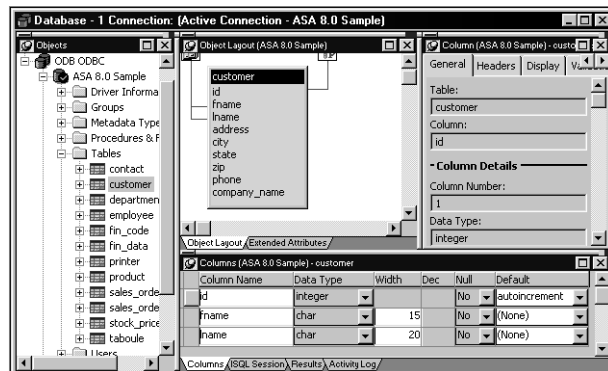 Database - 1 Connection: (Active Connection - ASA 8.0 Sample)
Objects
ODB ODBC
ASA 8.0 Sample
Driver Informa
Groups
Metadata Type
Procedures & F
Tables
contact
customer
departmen
employee
fin_code
fin_data
printer
product
sales_orde
sales_orde
stock_price
taboule
Users
Object Layout (ASA 8.0 Sample)
customer
id
fname
lname
address
city
state
zip
phone
company_name
Object Layout Extended Attributes
Column (ASA 8.0 Sample) - custo
General Headers Display
Table:
customer
Column:
id
Column Details
Column Number:
1
Data Type:
integer
Columns (ASA 8.0 Sample) - customer
Column Name Data Type Width Dec Null Default
id integer No autoincrement
fname char 15 No (None)
lname char 20 No (None)
Columns ISQL Session Results Activity Log